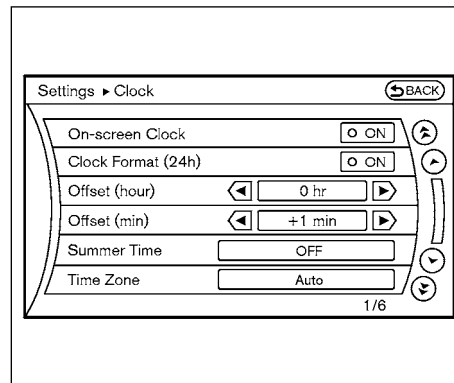 Settings ▸ Clock BACK
On-screen Clock ON
Clock Format (24h) ON
Offset (hour) 0 hr
Offset (min) +1 min
Summer Time OFF
Time Zone Auto
1/6